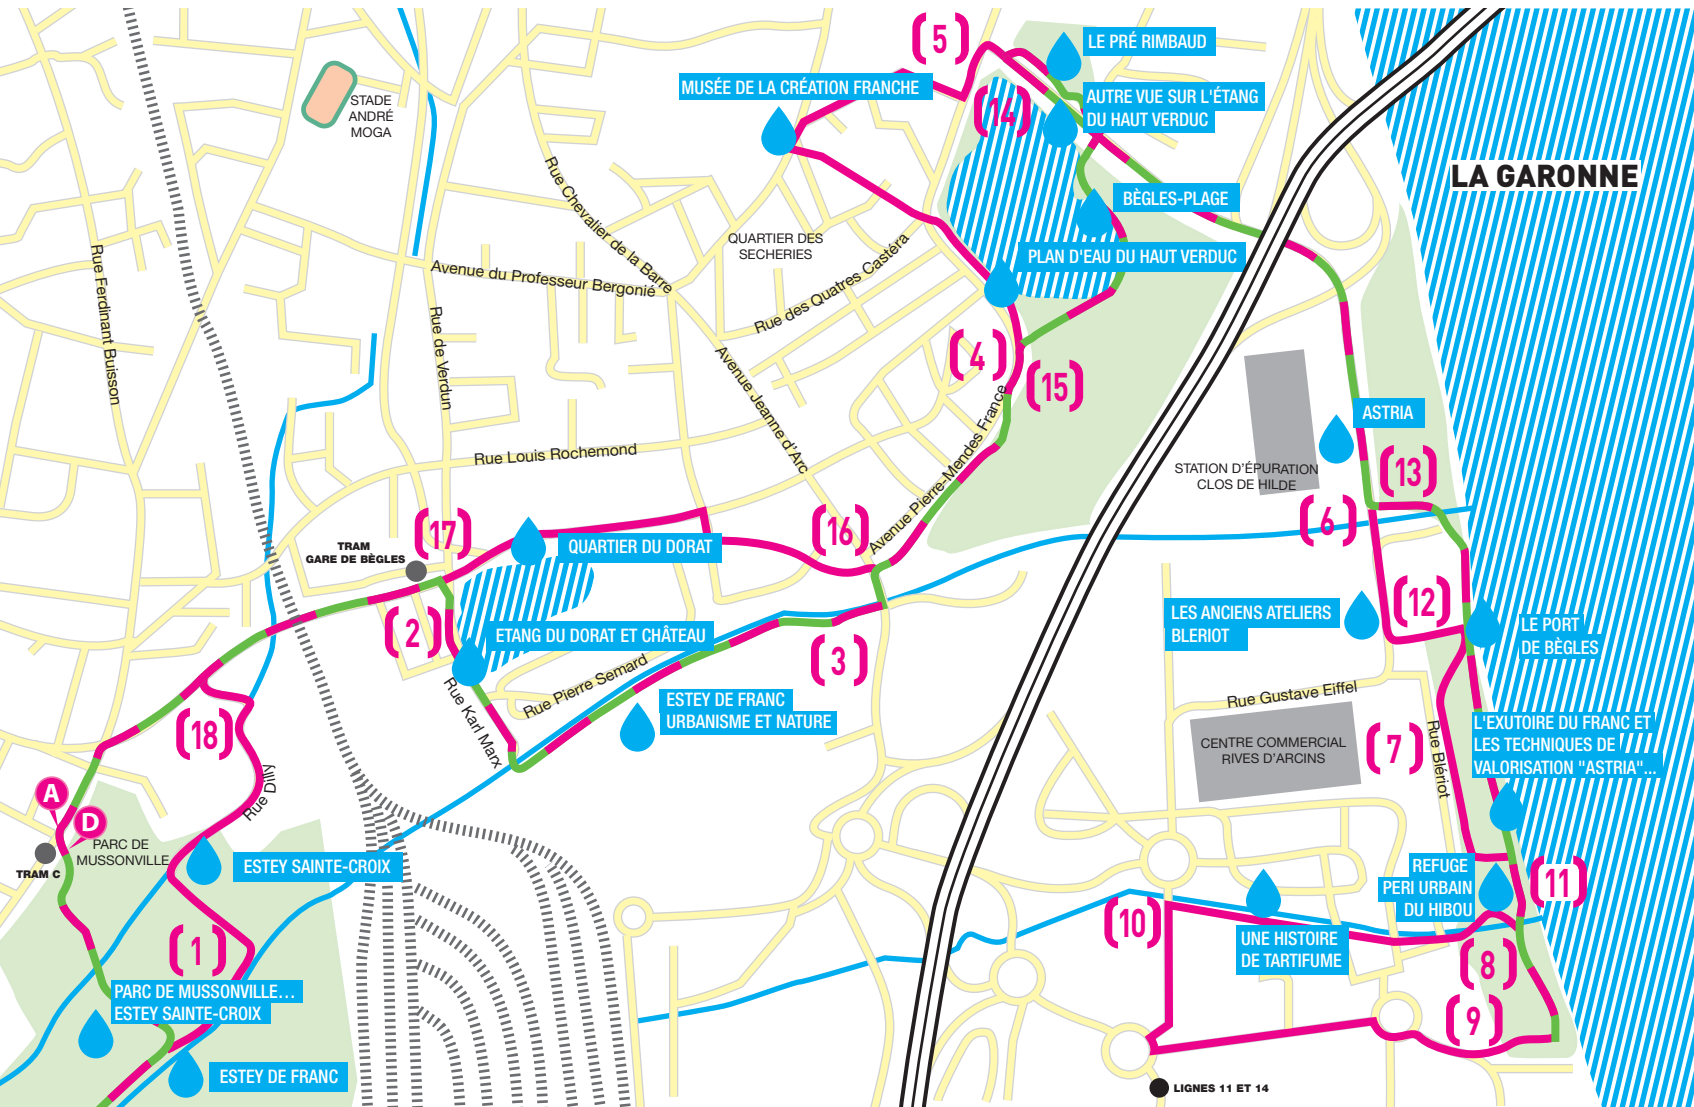 ( 5 )
LE PRÉ RIMBAUD
MUSÉE DE LA CRÉATION FRANCHE
( 14 )
AUTRE VUE SUR L'ÉTANG
DU HAUT VERDUC
STADE
ANDRÉ
MOGA
LA GARONNE
BÈGLES-PLAGE
Rue Chevalier de la Barre
QUARTIER DES
SECHERIES
PLAN D'EAU DU HAUT VERDUC
Rue Ferdinant Buisson
Avenue du Professeur Bergonié
Rue des Quatres Castéra
Rue de Verdun
Avenue Jeanne d'Arc
( 4 )
( 15 )
Avenue Pierre-Mendes France
ASTRIA
Rue Louis Rochemond
STATION D'ÉPURATION
CLOS DE HILDE
( 13 )
( 6 )
( 17 )
( 16 )
TRAM
GARE DE BÈGLES
QUARTIER DU DORAT
( 2 )
ETANG DU DORAT ET CHÂTEAU
( 3 )
LES ANCIENS ATELIERS
BLERIOT
( 12 )
LE PORT
DE BÈGLES
Rue Pierre Semard
Rue Karl Marx
ESTEY DE FRANC
URBANISME ET NATURE
Rue Gustave Eiffel
( 18 )
CENTRE COMMERCIAL
RIVES D'ARCINS
( 7 )
Rue Blériot
L'EXUTOIRE DU FRANC ET
LES TECHNIQUES DE
VALORISATION "ASTRIA"...
Rue Dilly
A
D
PARC DE
MUSSONVILLE
TRAM C
ESTEY SAINTE-CROIX
REFUGE
PERI URBAIN
DU HIBOU
( 11 )
( 10 )
( 1 )
UNE HISTOIRE
DE TARTIFUME
( 8 )
( 9 )
PARC DE MUSSONVILLE...
ESTEY SAINTE-CROIX
ESTEY DE FRANC
LIGNES 11 ET 14